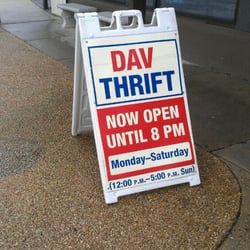 DAV
THRIFT
NOW OPEN
UNTIL 8 PM
Monday–Saturday
(12:00 P.M.–5:00 P.M. Sun)